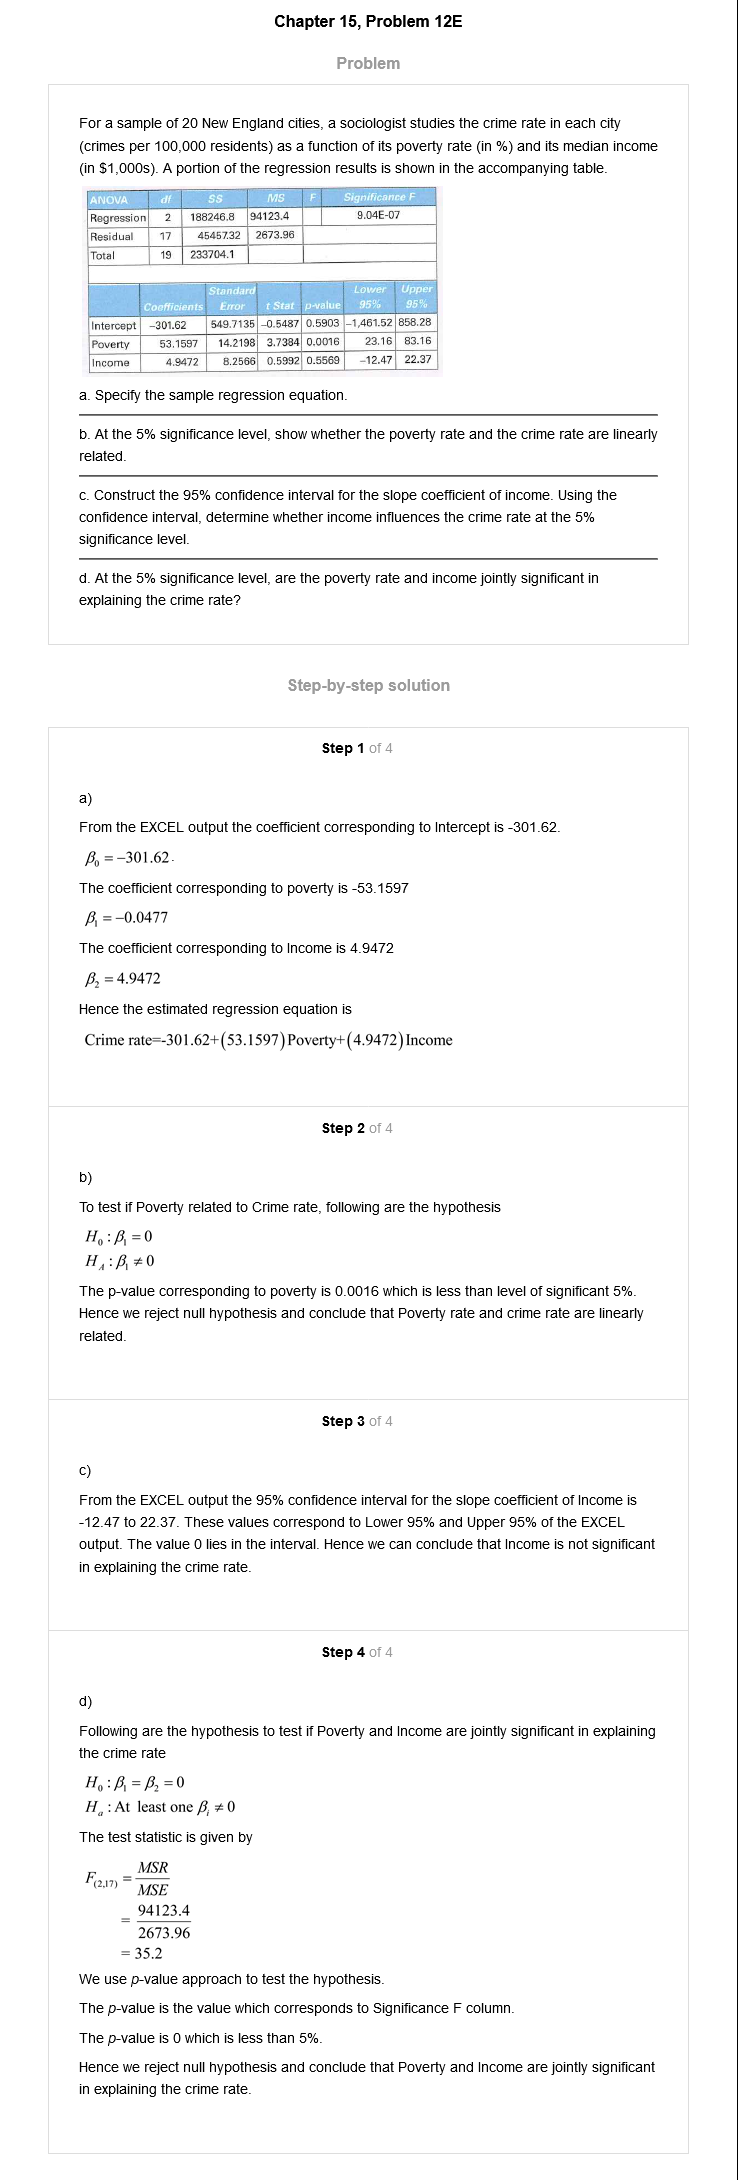 Chapter 15, Problem 12E
Problem
For a sample of 20 New England cities, a sociologist studies the crime rate in each city
(crimes per 100,000 residents) as a function of its poverty rate (in %) and its median income
(in $1,000s). A portion of the regression results is shown in the accompanying table.
ANOVA df SS MS F Significance F
Regression 2 188246.8 94123.4 9.04E-07
Residual 17 45457.32 2673.96
Total 19 233704.1
Standard Lower Upper
Coefficients Error t Stat p-value 95% 95%
Intercept -301.62 549.7135 -0.5487 0.5903 -1,461.52 858.28
Poverty 53.1597 14.2198 3.7384 0.0016 23.16 83.16
Income 4.9472 8.2566 0.5992 0.5569 -12.47 22.37
a. Specify the sample regression equation.
b. At the 5% significance level, show whether the poverty rate and the crime rate are linearly
related.
c. Construct the 95% confidence interval for the slope coefficient of income. Using the
confidence interval, determine whether income influences the crime rate at the 5%
significance level.
d. At the 5% significance level, are the poverty rate and income jointly significant in
explaining the crime rate?
Step-by-step solution
Step 1 of 4
a)
From the EXCEL output the coefficient corresponding to Intercept is -301.62.
β₀ = −301.62.
The coefficient corresponding to poverty is -53.1597
β₁ = −0.0477
The coefficient corresponding to Income is 4.9472
β₂ = 4.9472
Hence the estimated regression equation is
Crime rate=-301.62+(53.1597)Poverty+(4.9472)Income
Step 2 of 4
b)
To test if Poverty related to Crime rate, following are the hypothesis
H₀ : β₁ = 0
H_A : β₁ ≠ 0
The p-value corresponding to poverty is 0.0016 which is less than level of significant 5%.
Hence we reject null hypothesis and conclude that Poverty rate and crime rate are linearly
related.
Step 3 of 4
c)
From the EXCEL output the 95% confidence interval for the slope coefficient of Income is
-12.47 to 22.37. These values correspond to Lower 95% and Upper 95% of the EXCEL
output. The value 0 lies in the interval. Hence we can conclude that Income is not significant
in explaining the crime rate.
Step 4 of 4
d)
Following are the hypothesis to test if Poverty and Income are jointly significant in explaining
the crime rate
H₀ : β₁ = β₂ = 0
H_a : At least one β_i ≠ 0
The test statistic is given by
F_(2,17) = MSR
MSE
= 94123.4
2673.96
= 35.2
We use p-value approach to test the hypothesis.
The p-value is the value which corresponds to Significance F column.
The p-value is 0 which is less than 5%.
Hence we reject null hypothesis and conclude that Poverty and Income are jointly significant
in explaining the crime rate.